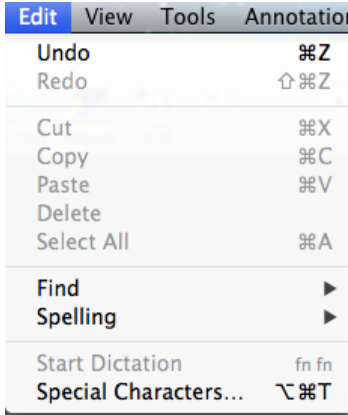 Edit View Tools Annotation
Undo ⌘Z
Redo ⇧⌘Z
Cut ⌘X
Copy ⌘C
Paste ⌘V
Delete
Select All ⌘A
Find ▶
Spelling ▶
Start Dictation fn fn
Special Characters... ⌥⌘T